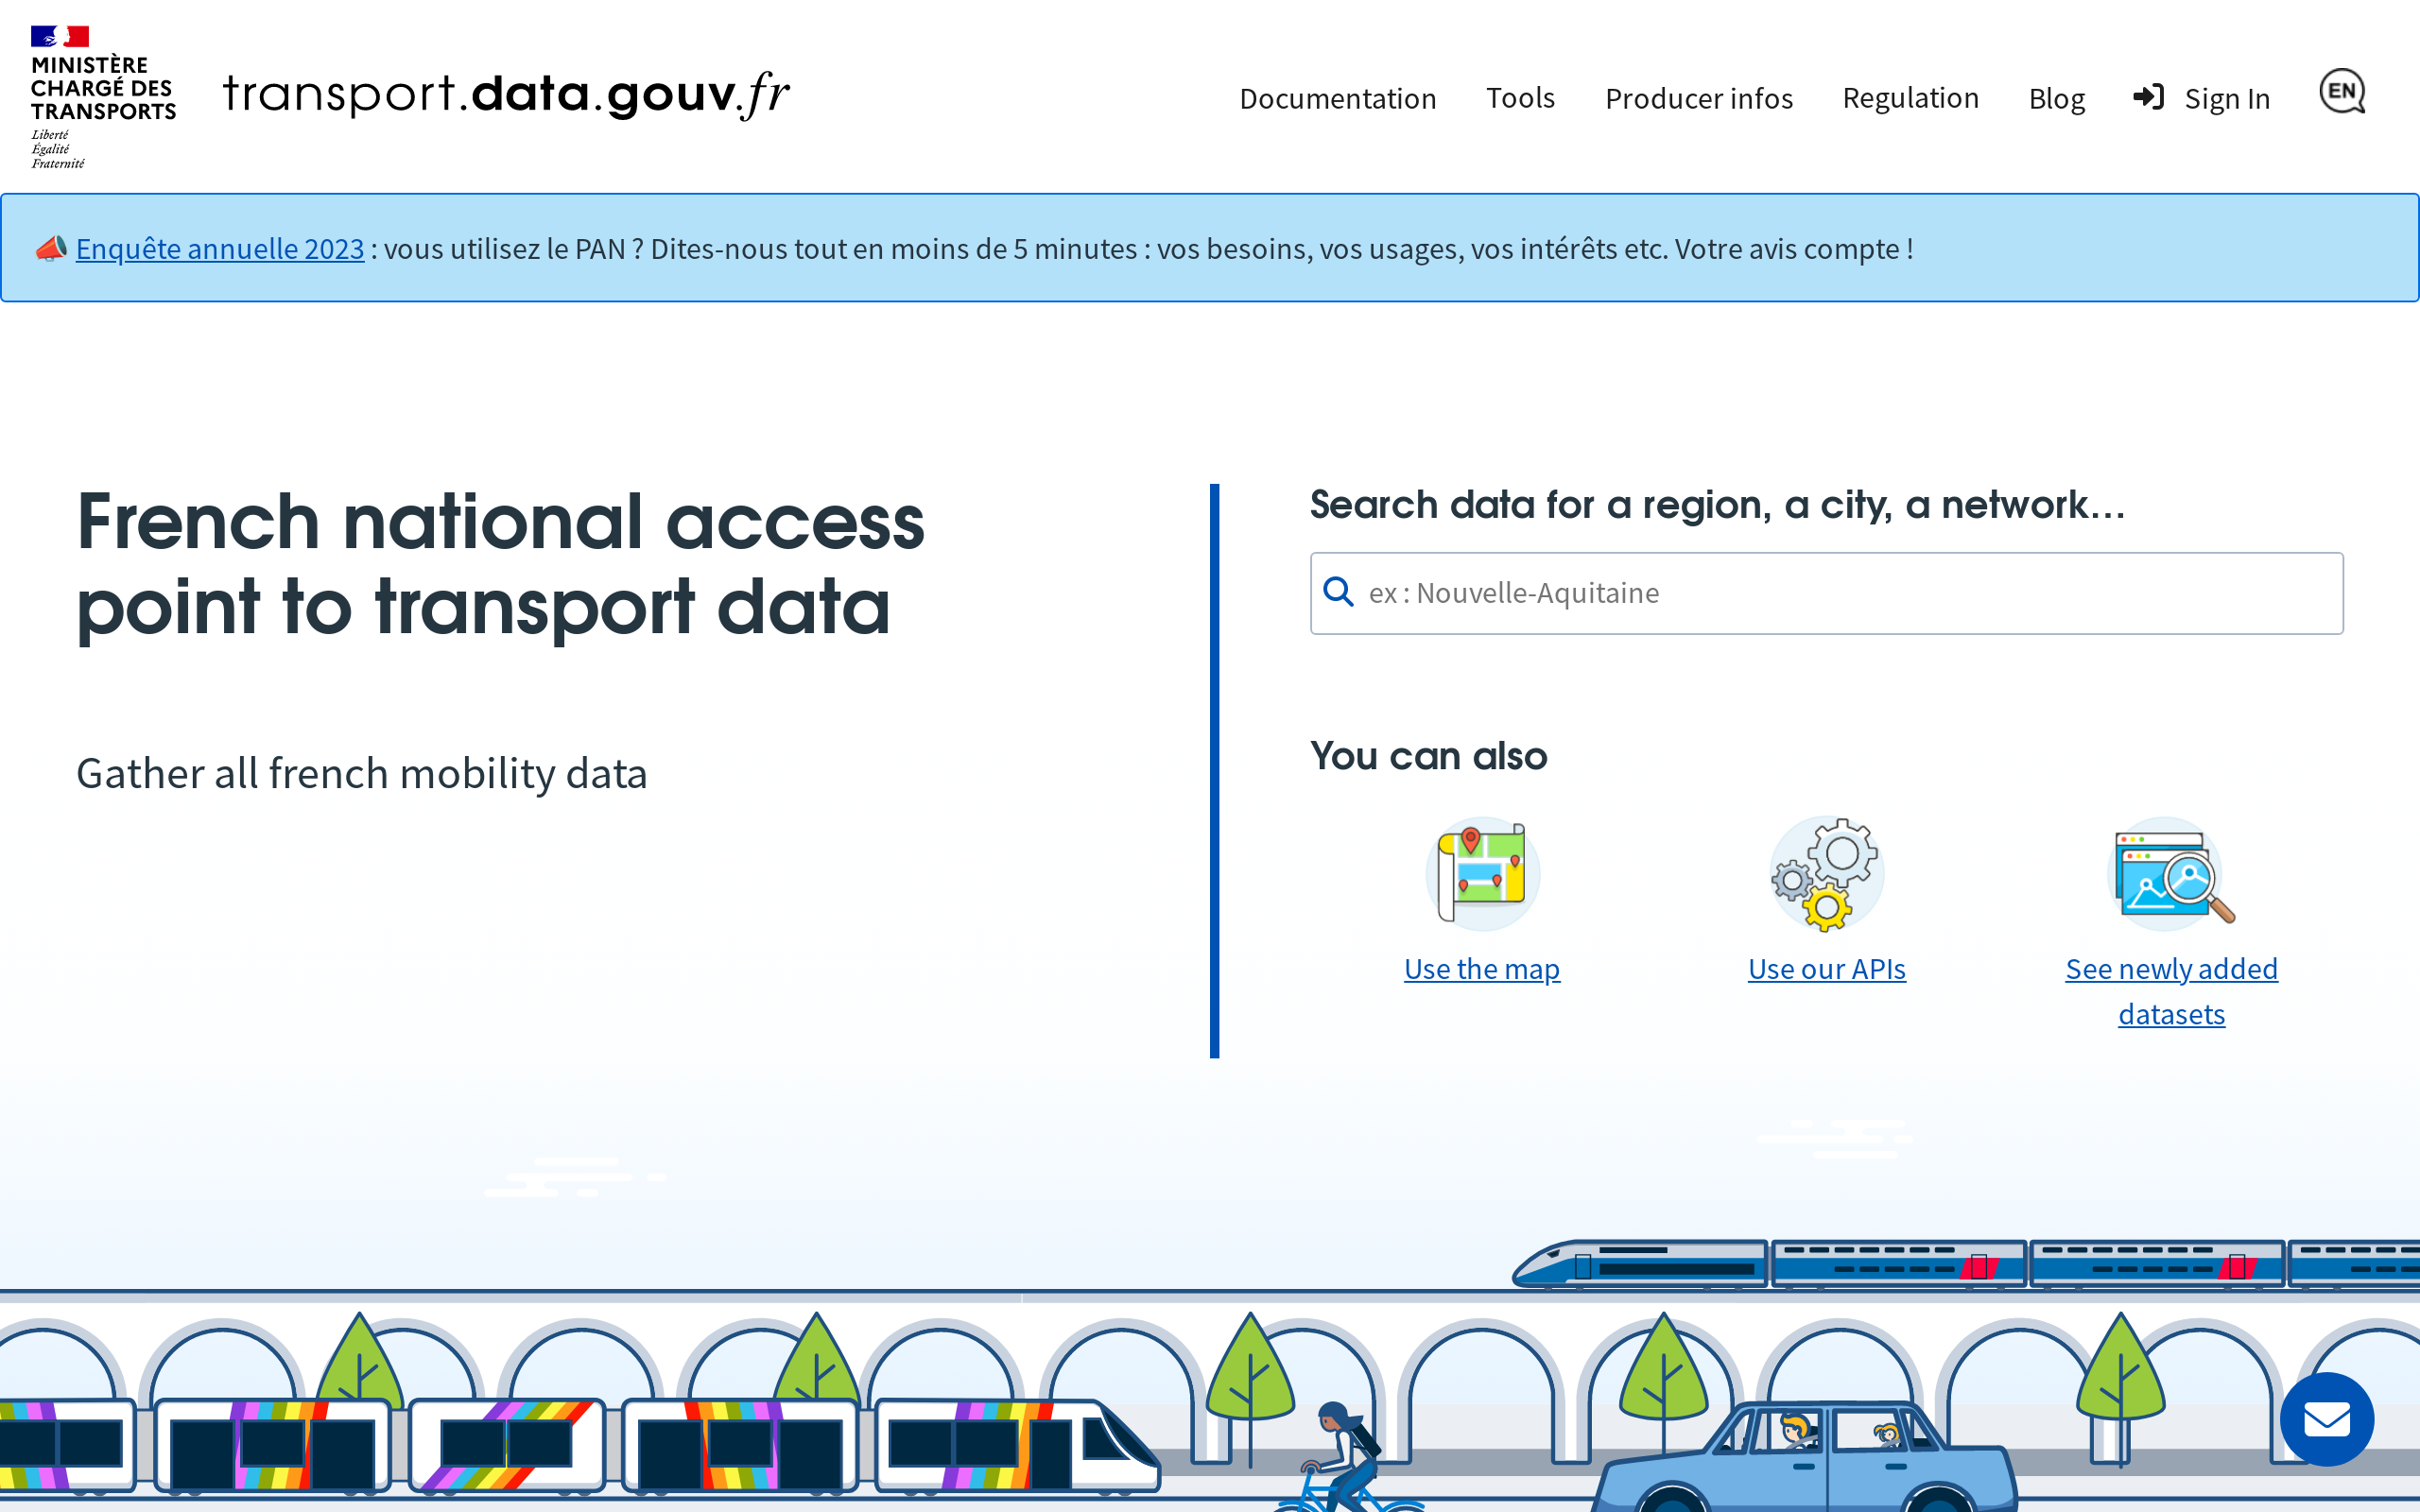 MINISTÈRE
CHARGÉ DES
TRANSPORTS
Liberté
Égalité
Fraternité
transport.data.gouv.fr
Documentation
Tools
Producer infos
Regulation
Blog
Sign In
EN
Enquête annuelle 2023 : vous utilisez le PAN ? Dites-nous tout en moins de 5 minutes : vos besoins, vos usages, vos intérêts etc. Votre avis compte !
French national access
point to transport data
Gather all french mobility data
Search data for a region, a city, a network...
ex : Nouvelle-Aquitaine
You can also
Use the map
Use our APIs
See newly added
datasets